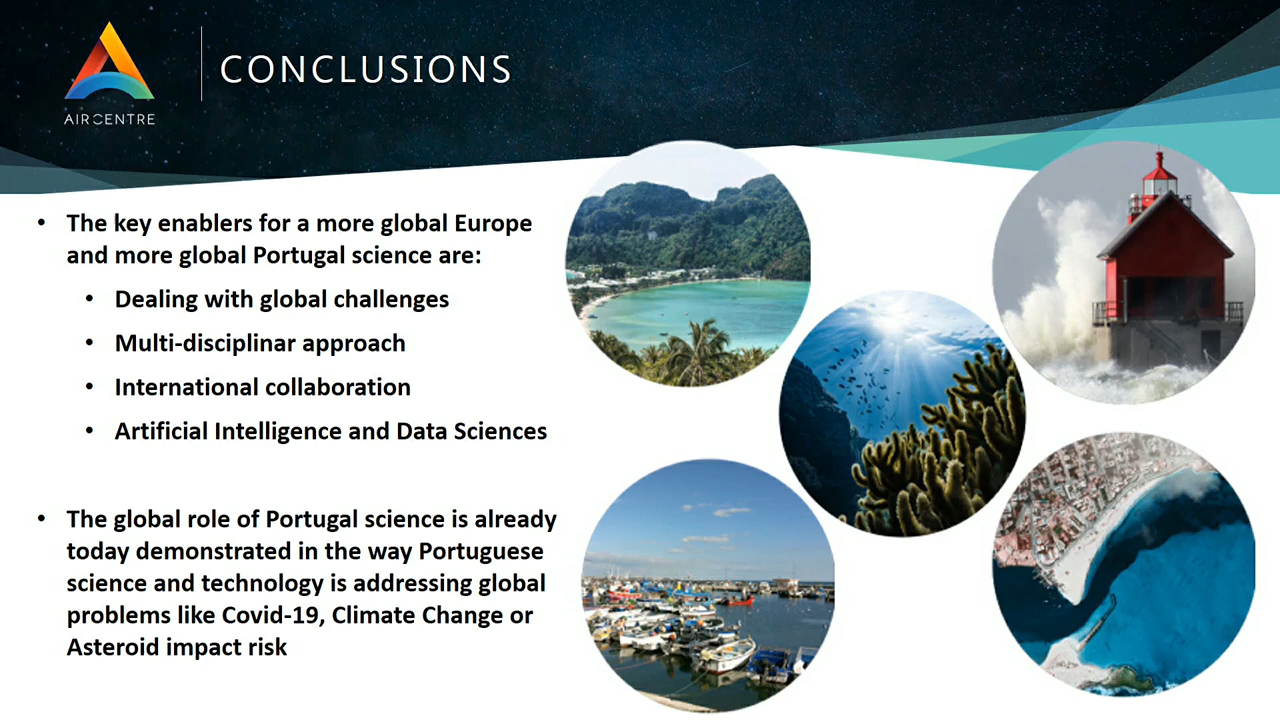 AIR CENTRE
CONCLUSIONS
• The key enablers for a more global Europe
and more global Portugal science are:
• Dealing with global challenges
• Multi-disciplinar approach
• International collaboration
• Artificial Intelligence and Data Sciences
• The global role of Portugal science is already
today demonstrated in the way Portuguese
science and technology is addressing global
problems like Covid-19, Climate Change or
Asteroid impact risk